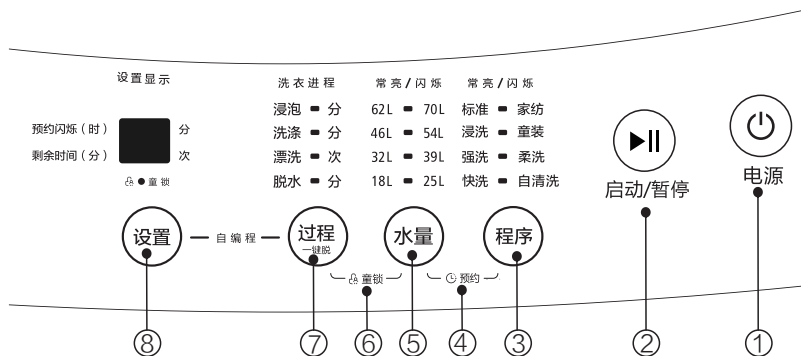 设置显示
预约闪烁（时） 分
剩余时间（分） 次
童锁
洗衣进程
浸泡 分
洗涤 分
漂洗 次
脱水 分
常亮/闪烁
62L 70L
46L 54L
32L 39L
18L 25L
常亮/闪烁
标准 家纺
浸洗 童装
强洗 柔洗
快洗 自清洗
启动/暂停
电源
设置
自编程
过程
一键脱
水量
程序
童锁
预约
⑧ ⑦ ⑥ ⑤ ④ ③ ② ①